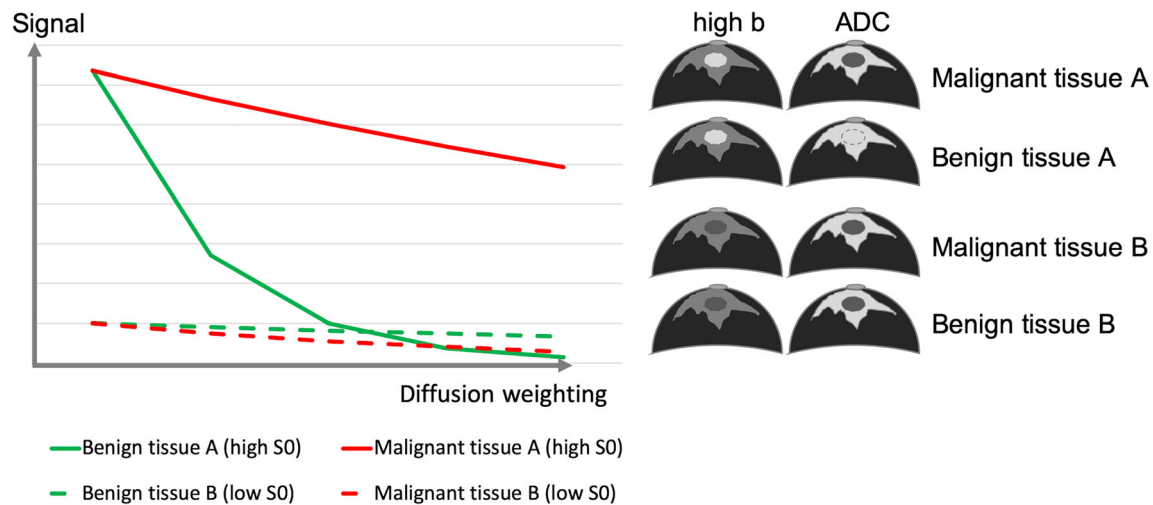 Signal
high b
ADC
Malignant tissue A
Benign tissue A
Malignant tissue B
Benign tissue B
Diffusion weighting
Benign tissue A (high S0)
Malignant tissue A (high S0)
Benign tissue B (low S0)
Malignant tissue B (low S0)